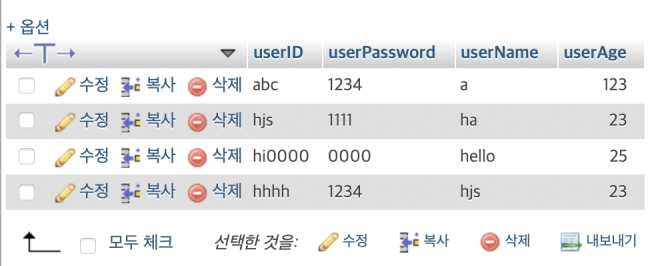 + 옵션
←T→ ▼ userID userPassword userName userAge
수정 복사 삭제 abc 1234 a 123
수정 복사 삭제 hjs 1111 ha 23
수정 복사 삭제 hi0000 0000 hello 25
수정 복사 삭제 hhhh 1234 hjs 23
모두 체크 선택한 것을: 수정 복사 삭제 내보내기